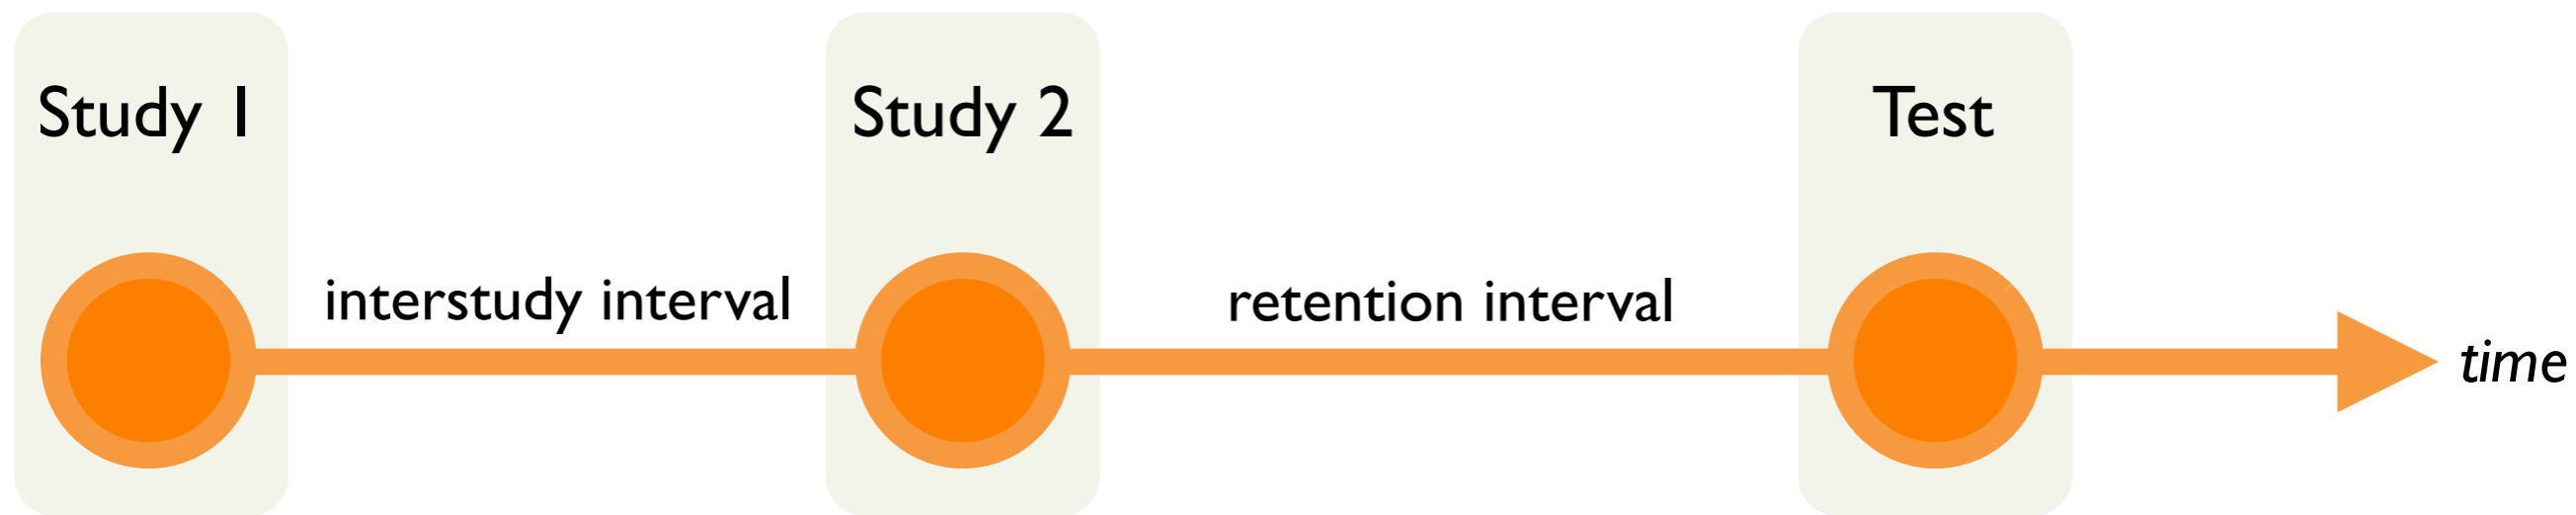 Study 1
Study 2
Test
interstudy interval
retention interval
time